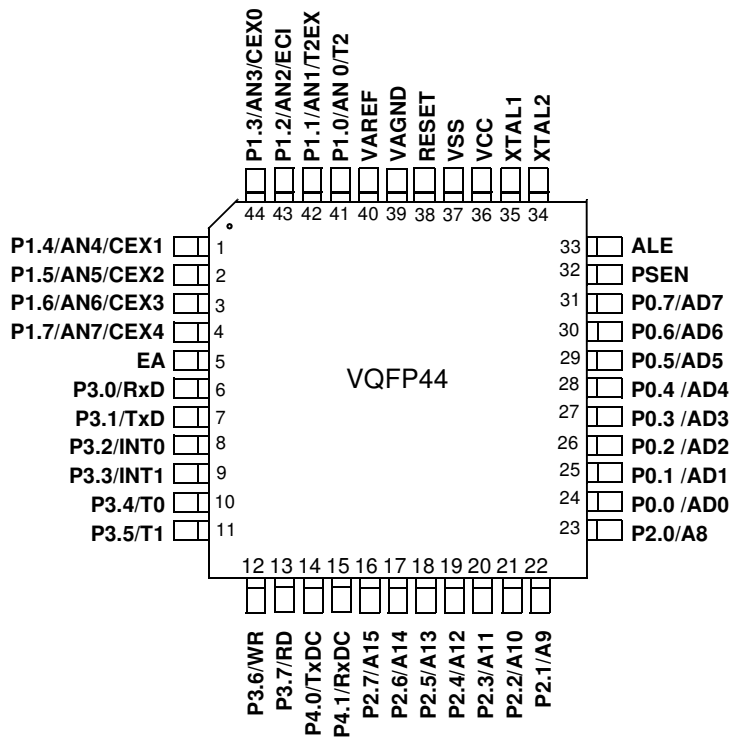 P1.3/AN3/CEX0
P1.2/AN2/ECI
P1.1/AN1/T2EX
P1.0/AN 0/T2
VAREF
VAGND
RESET
VSS
VCC
XTAL1
XTAL2
44 43 42 41 40 39 38 37 36 35 34
P1.4/AN4/CEX1 1
P1.5/AN5/CEX2 2
P1.6/AN6/CEX3 3
P1.7/AN7/CEX4 4
EA 5
P3.0/RxD 6
P3.1/TxD 7
P3.2/INT0 8
P3.3/INT1 9
P3.4/T0 10
P3.5/T1 11
VQFP44
33 ALE
32 PSEN
31 P0.7/AD7
30 P0.6/AD6
29 P0.5/AD5
28 P0.4 /AD4
27 P0.3 /AD3
26 P0.2 /AD2
25 P0.1 /AD1
24 P0.0 /AD0
23 P2.0/A8
12 13 14 15 16 17 18 19 20 21 22
P3.6/WR
P3.7/RD
P4.0/TxDC
P4.1/RxDC
P2.7/A15
P2.6/A14
P2.5/A13
P2.4/A12
P2.3/A11
P2.2/A10
P2.1/A9